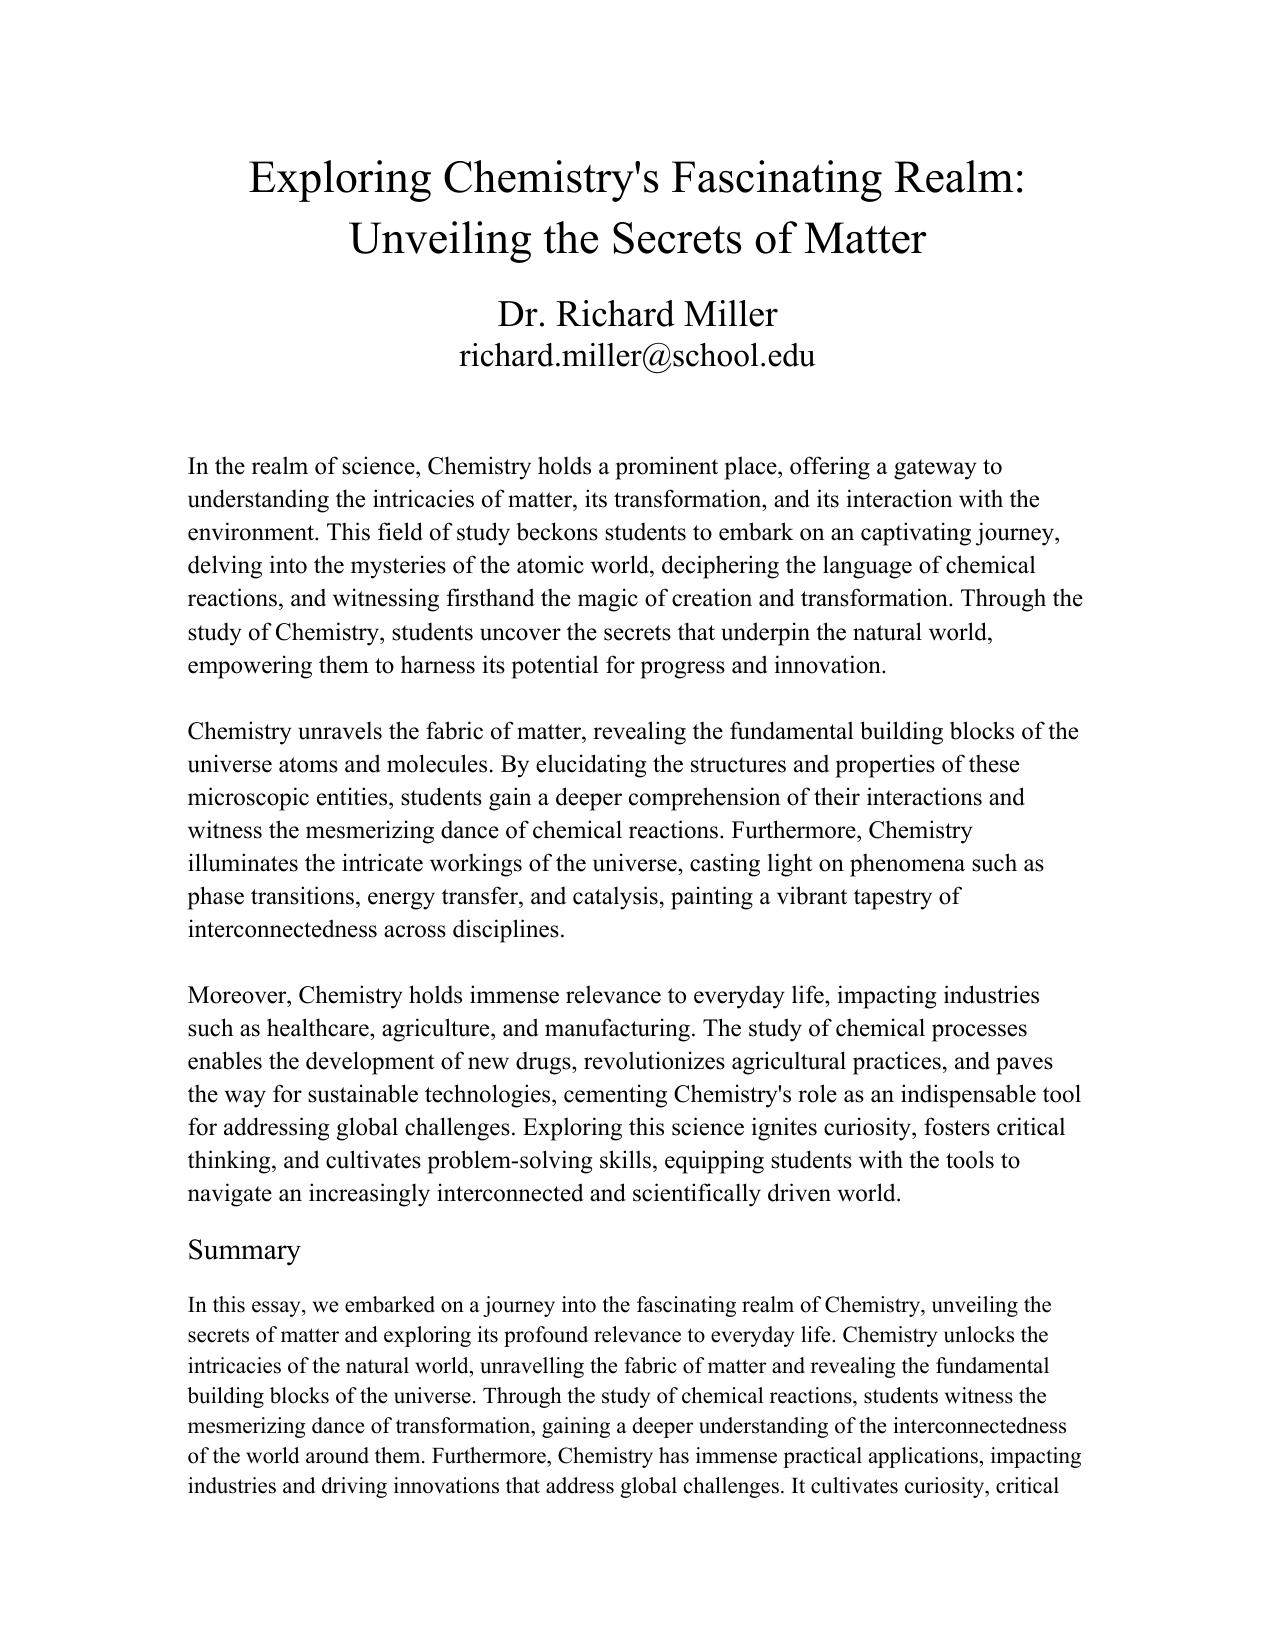 Exploring Chemistry's Fascinating Realm:
Unveiling the Secrets of Matter
Dr. Richard Miller
richard.miller@school.edu
In the realm of science, Chemistry holds a prominent place, offering a gateway to
understanding the intricacies of matter, its transformation, and its interaction with the
environment. This field of study beckons students to embark on an captivating journey,
delving into the mysteries of the atomic world, deciphering the language of chemical
reactions, and witnessing firsthand the magic of creation and transformation. Through the
study of Chemistry, students uncover the secrets that underpin the natural world,
empowering them to harness its potential for progress and innovation.
Chemistry unravels the fabric of matter, revealing the fundamental building blocks of the
universe atoms and molecules. By elucidating the structures and properties of these
microscopic entities, students gain a deeper comprehension of their interactions and
witness the mesmerizing dance of chemical reactions. Furthermore, Chemistry
illuminates the intricate workings of the universe, casting light on phenomena such as
phase transitions, energy transfer, and catalysis, painting a vibrant tapestry of
interconnectedness across disciplines.
Moreover, Chemistry holds immense relevance to everyday life, impacting industries
such as healthcare, agriculture, and manufacturing. The study of chemical processes
enables the development of new drugs, revolutionizes agricultural practices, and paves
the way for sustainable technologies, cementing Chemistry's role as an indispensable tool
for addressing global challenges. Exploring this science ignites curiosity, fosters critical
thinking, and cultivates problem-solving skills, equipping students with the tools to
navigate an increasingly interconnected and scientifically driven world.
Summary
In this essay, we embarked on a journey into the fascinating realm of Chemistry, unveiling the
secrets of matter and exploring its profound relevance to everyday life. Chemistry unlocks the
intricacies of the natural world, unravelling the fabric of matter and revealing the fundamental
building blocks of the universe. Through the study of chemical reactions, students witness the
mesmerizing dance of transformation, gaining a deeper understanding of the interconnectedness
of the world around them. Furthermore, Chemistry has immense practical applications, impacting
industries and driving innovations that address global challenges. It cultivates curiosity, critical